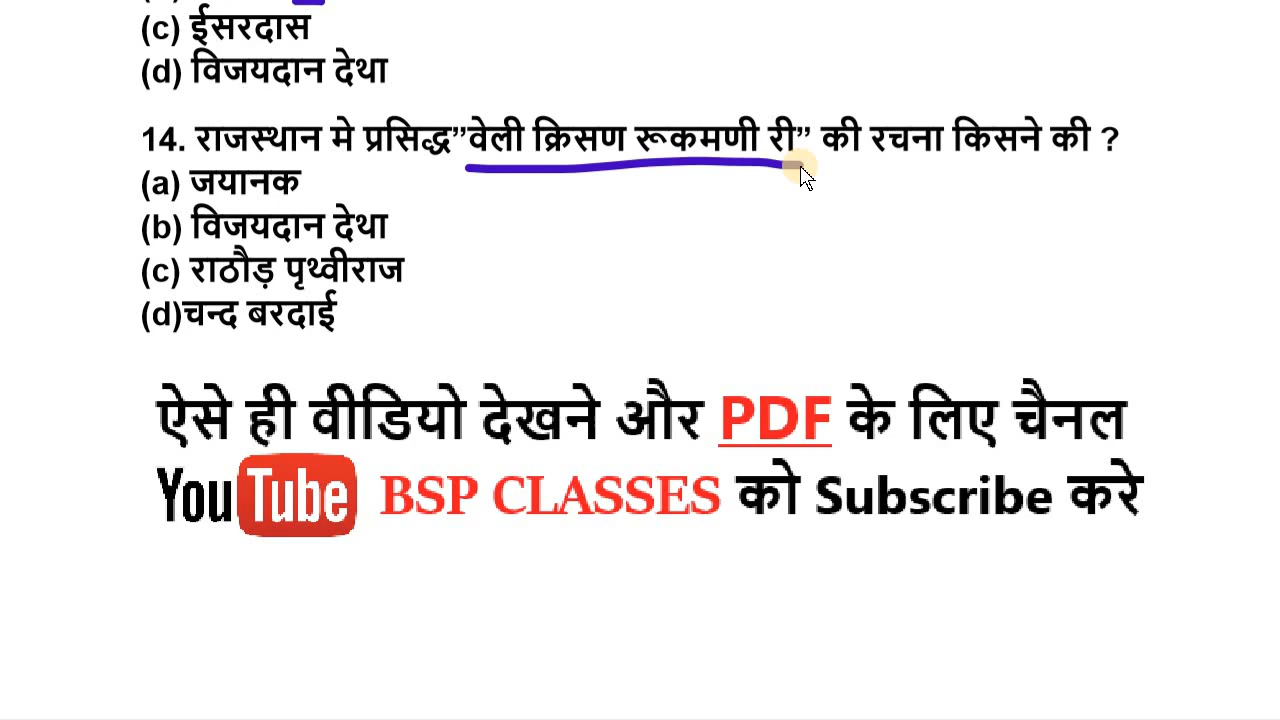 (c) ईसरदास
(d) विजयदान देथा
14. राजस्थान मे प्रसिद्ध”वेली क्रिसण रूकमणी री” की रचना किसने की ?
(a) जयानक
(b) विजयदान देथा
(c) राठौड़ पृथ्वीराज
(d)चन्द बरदाई
ऐसे ही वीडियो देखने और PDF के लिए चैनल
YouTube BSP CLASSES को Subscribe करे